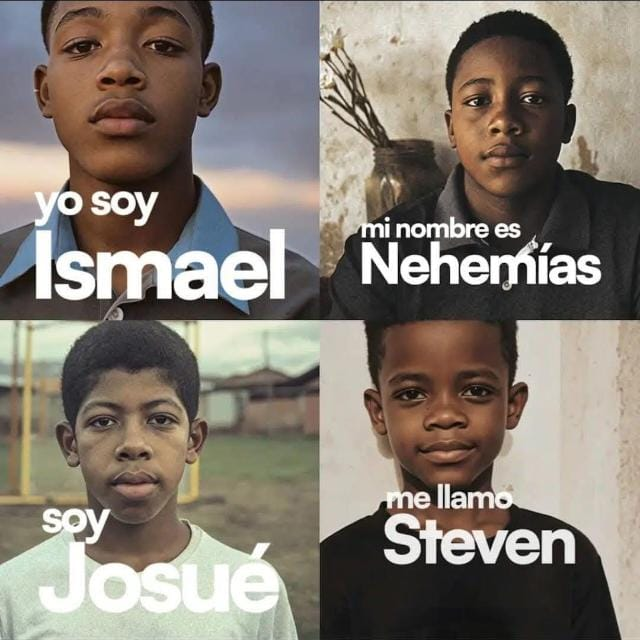 yo soy
Ismael
mi nombre es
Nehemías
soy
Josué
me llamo
Steven